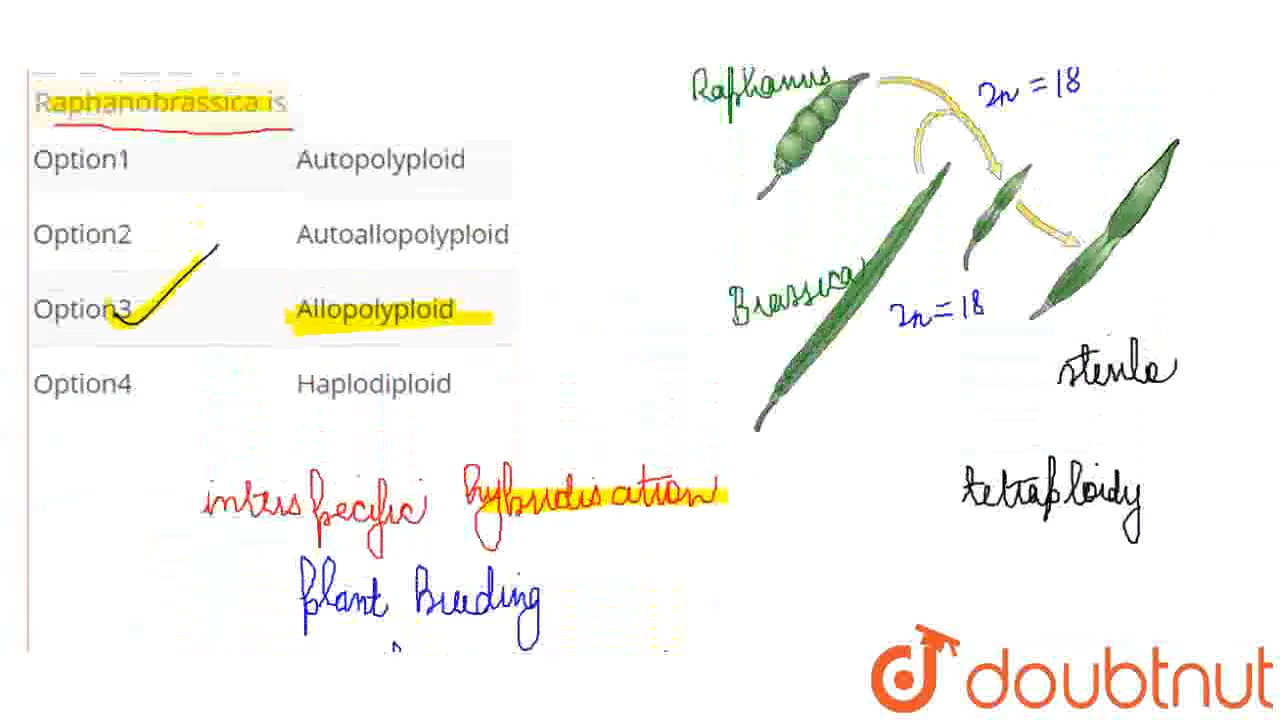 Raphanobrassica is
Option1 Autopolyploid
Option2 Autoallopolyploid
Option3 Allopolyploid
Option4 Haplodiploid
Raphanus
2n = 18
Brassica
2n = 18
sterile
tetraploidy
interspecific hybridisation
plant Breeding
doubtnut